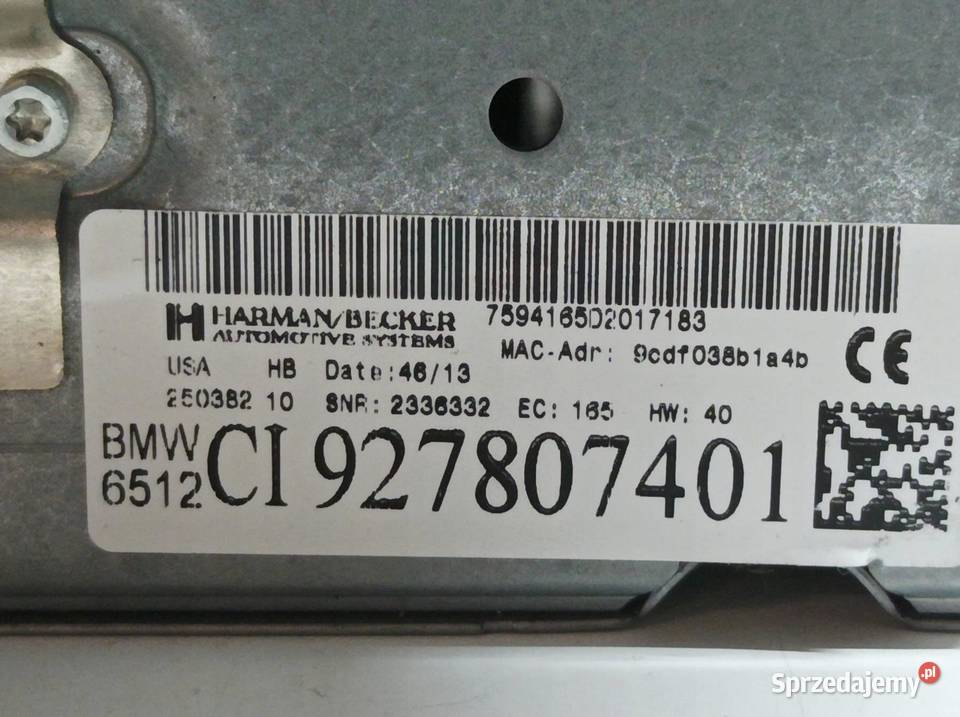 HARMAN/BECKER
AUTOMOTIVE SYSTEMS
7594165D2017183
MAC-Adr: 9cdf038b1a4b
CE
USA HB Date:46/13
250382 10 SNR: 2336332 EC: 165 HW: 40
BMW
6512 CI 927807401
Sprzedajemy.pl